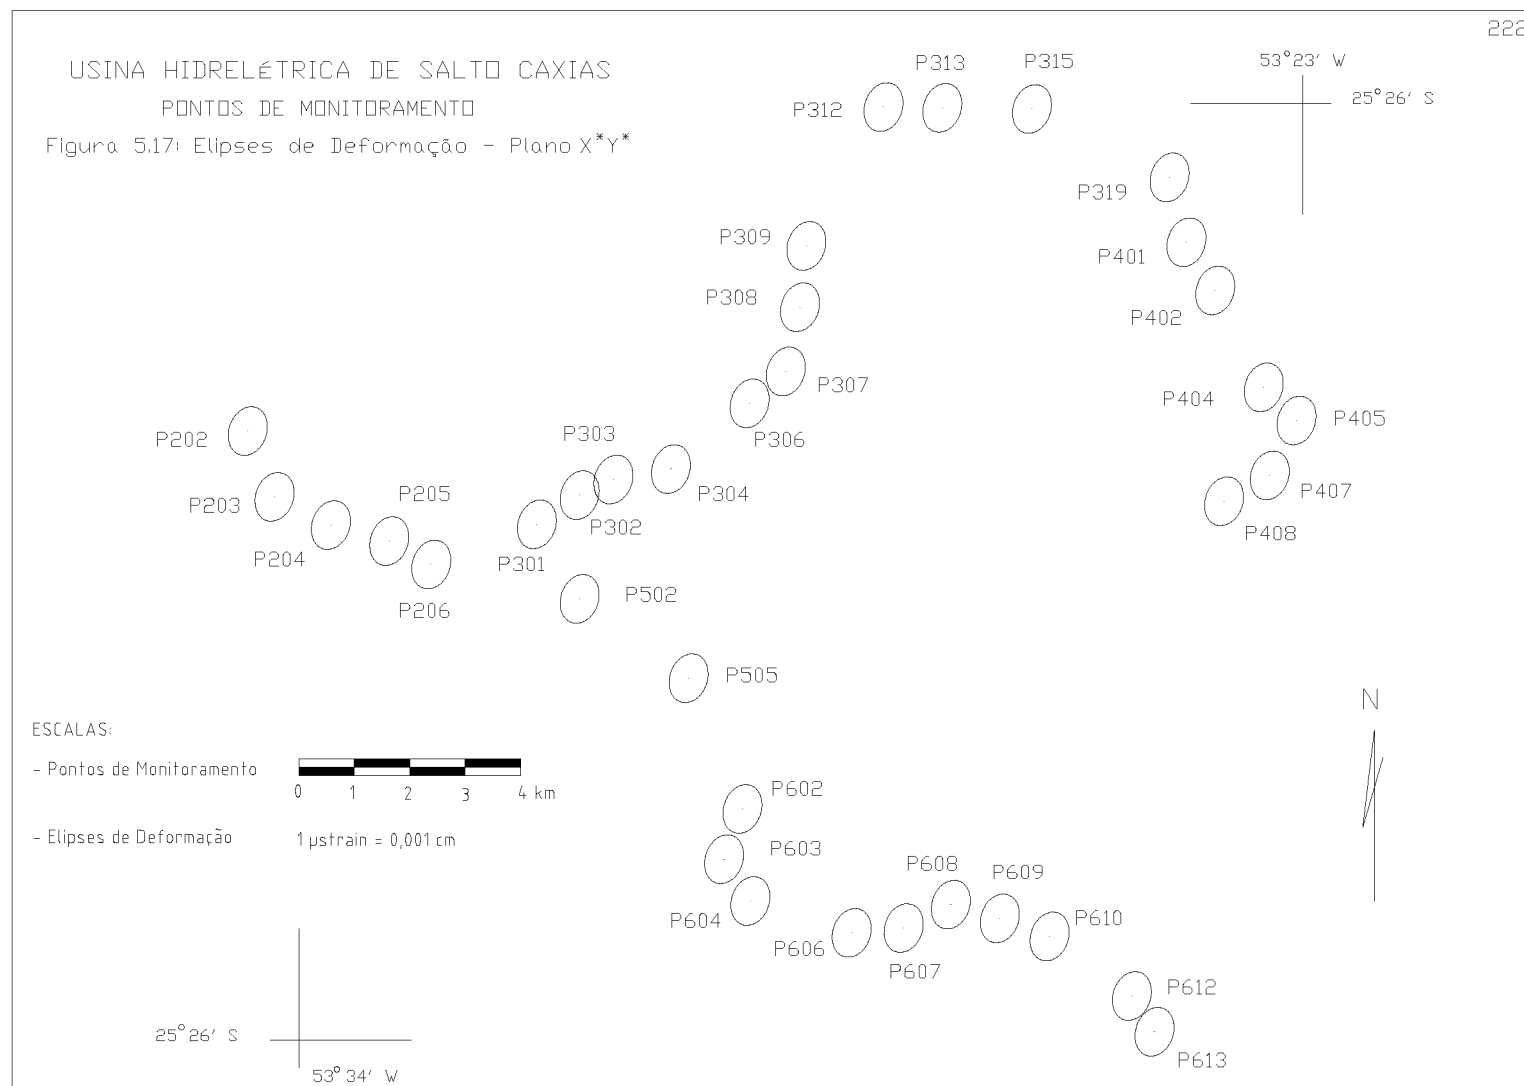 222
USINA HIDRELÉTRICA DE SALTO CAXIAS
PONTOS DE MONITORAMENTO
Figura 5.17: Elipses de Deformação - Plano X*Y*
P312
P313
P315
53°23' W
25°26' S
P319
P309
P401
P308
P402
P307
P404
P405
P202
P303
P306
P203
P205
P304
P407
P302
P408
P204
P301
P206
P502
P505
N
ESCALAS:
- Pontos de Monitoramento
0 1 2 3 4 km
- Elipses de Deformação 1 µstrain = 0,001 cm
P602
P603
P608
P609
P604
P610
P606
P607
P612
25°26' S
P613
53°34' W